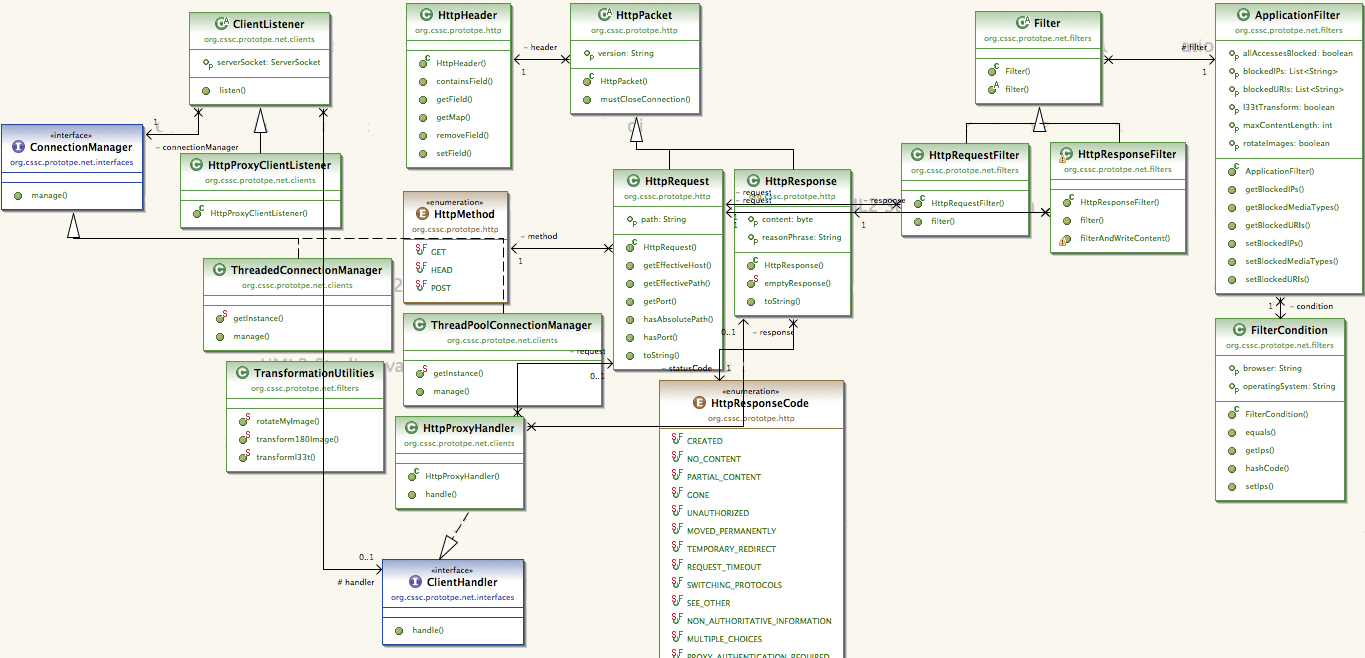 ClientListener
org.cssc.prototpe.net.clients
serverSocket: ServerSocket
listen()
HttpHeader
org.cssc.prototpe.http
HttpHeader()
containsField()
getField()
getMap()
removeField()
setField()
– header
1
HttpPacket
org.cssc.prototpe.http
version: String
HttpPacket()
mustCloseConnection()
Filter
org.cssc.prototpe.net.filters
Filter()
filter()
# filter
1
ApplicationFilter
org.cssc.prototpe.net.filters
allAccessesBlocked: boolean
blockedIPs: List<String>
blockedURIs: List<String>
l33tTransform: boolean
maxContentLength: int
rotateImages: boolean
ApplicationFilter()
getBlockedIPs()
getBlockedMediaTypes()
getBlockedURIs()
setBlockedIPs()
setBlockedMediaTypes()
setBlockedURIs()
1
– connectionManager
«interface»
ConnectionManager
org.cssc.prototpe.net.interfaces
manage()
HttpProxyClientListener
org.cssc.prototpe.net.clients
HttpProxyClientListener()
«enumeration»
HttpMethod
org.cssc.prototpe.http
GET
HEAD
POST
– method
1
HttpRequest
org.cssc.prototpe.http
path: String
HttpRequest()
getEffectiveHost()
getEffectivePath()
getPort()
hasAbsolutePath()
hasPort()
toString()
HttpResponse
org.cssc.prototpe.http
content: byte
reasonPhrase: String
HttpResponse()
emptyResponse()
toString()
– request
– request
1
1
– response
1
HttpRequestFilter
org.cssc.prototpe.net.filters
HttpRequestFilter()
filter()
HttpResponseFilter
org.cssc.prototpe.net.filters
HttpResponseFilter()
filter()
filterAndWriteContent()
ThreadedConnectionManager
org.cssc.prototpe.net.clients
getInstance()
manage()
ThreadPoolConnectionManager
org.cssc.prototpe.net.clients
getInstance()
manage()
– request
0..1
0..1
– response
– statusCode
1
1
– condition
FilterCondition
org.cssc.prototpe.net.filters
browser: String
operatingSystem: String
FilterCondition()
equals()
getIps()
hashCode()
setIps()
TransformationUtilities
org.cssc.prototpe.net.filters
rotateMyImage()
transform180Image()
transforml33t()
HttpProxyHandler
org.cssc.prototpe.net.clients
HttpProxyHandler()
handle()
«enumeration»
HttpResponseCode
org.cssc.prototpe.http
CREATED
NO_CONTENT
PARTIAL_CONTENT
GONE
UNAUTHORIZED
MOVED_PERMANENTLY
TEMPORARY_REDIRECT
REQUEST_TIMEOUT
SWITCHING_PROTOCOLS
SEE_OTHER
NON_AUTHORITATIVE_INFORMATION
MULTIPLE_CHOICES
PROXY_AUTHENTICATION_REQUIRED
0..1
# handler
«interface»
ClientHandler
org.cssc.prototpe.net.interfaces
handle()